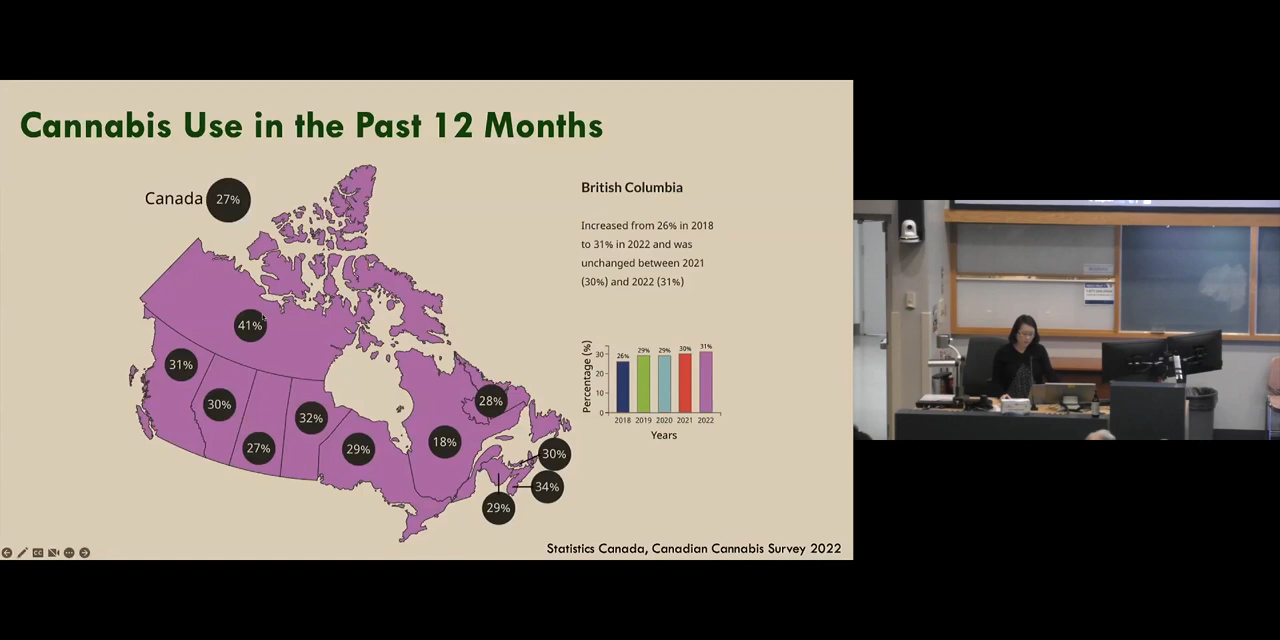 Cannabis Use in the Past 12 Months
Canada 27%
41%
31%
30%
27%
32%
29%
18%
28%
30%
34%
29%
British Columbia
Increased from 26% in 2018
to 31% in 2022 and was
unchanged between 2021
(30%) and 2022 (31%)
Percentage (%)
30
20
10
0
26%
29%
29%
30%
31%
2018 2019 2020 2021 2022
Years
Statistics Canada, Canadian Cannabis Survey 2022
CC